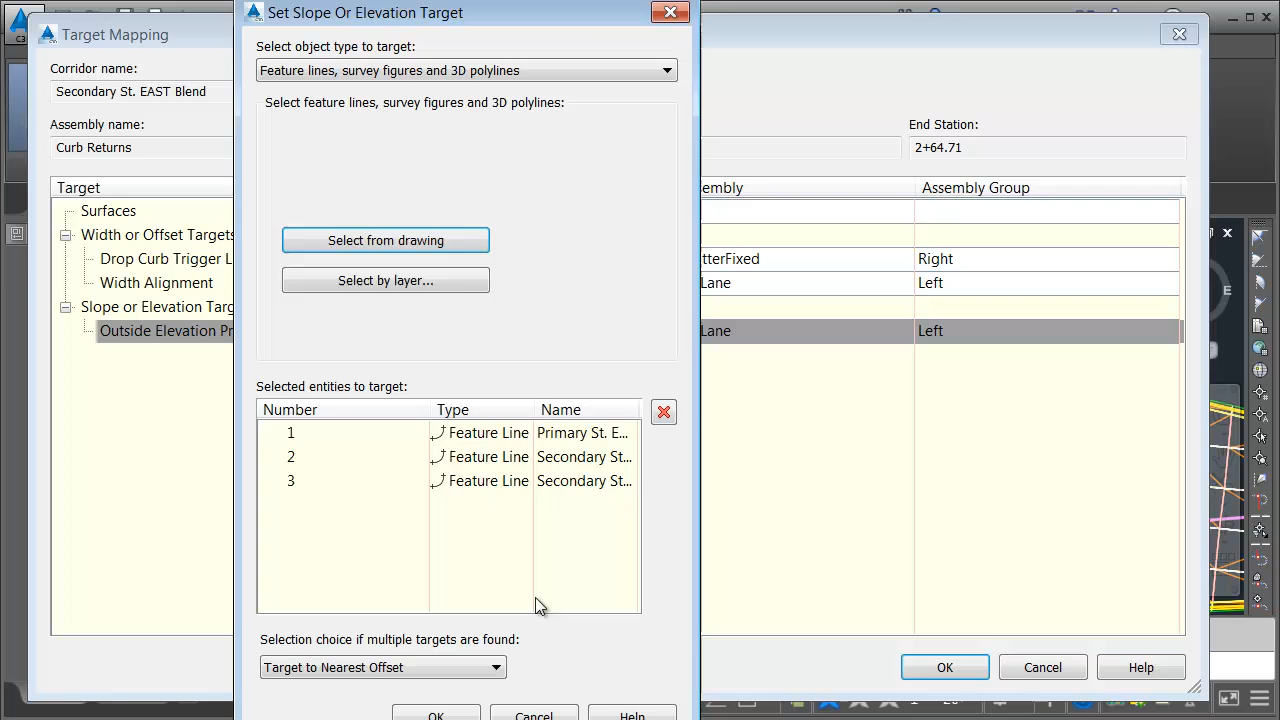 Set Slope Or Elevation Target
Target Mapping
Select object type to target:
Feature lines, survey figures and 3D polylines
Corridor name:
Secondary St. EAST Blend
Select feature lines, survey figures and 3D polylines:
Assembly name:
End Station:
Curb Returns
2+64.71
Target
embly
Assembly Group
Surfaces
Width or Offset Targets
Select from drawing
Drop Curb Trigger L
tterFixed
Right
Width Alignment
Select by layer...
Lane
Left
Slope or Elevation Targ
Outside Elevation Pr
Lane
Left
Selected entities to target:
Number
Type
Name
1
Feature Line
Primary St. E...
2
Feature Line
Secondary St...
3
Feature Line
Secondary St...
Selection choice if multiple targets are found:
Target to Nearest Offset
OK
Cancel
Help
OK
Cancel
Help
C3
E